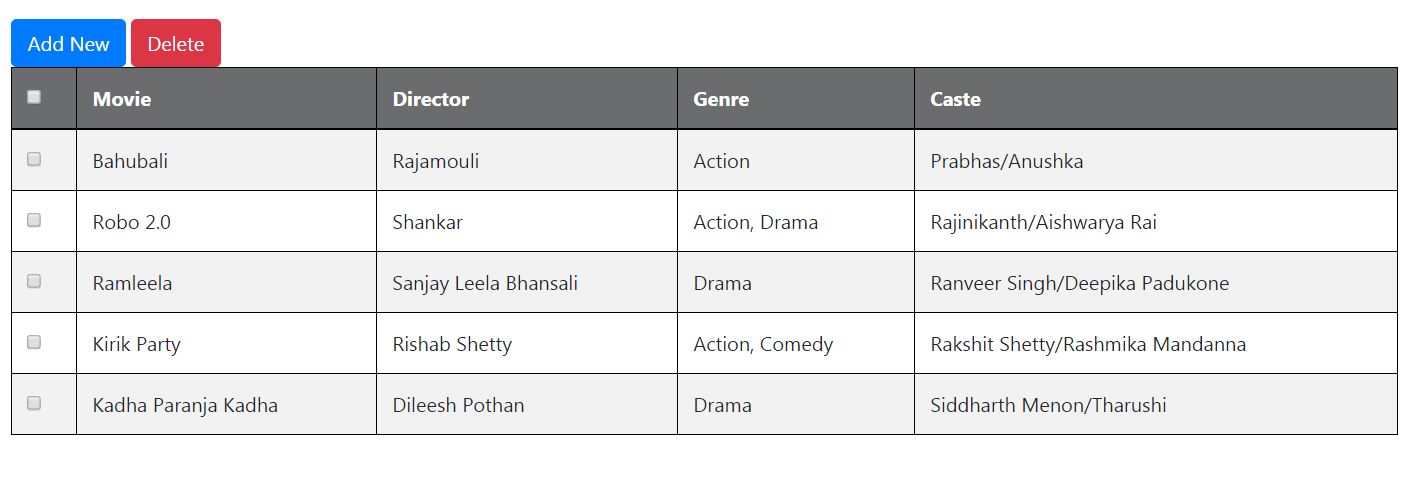 Add New Delete
Movie Director Genre Caste
Bahubali Rajamouli Action Prabhas/Anushka
Robo 2.0 Shankar Action, Drama Rajinikanth/Aishwarya Rai
Ramleela Sanjay Leela Bhansali Drama Ranveer Singh/Deepika Padukone
Kirik Party Rishab Shetty Action, Comedy Rakshit Shetty/Rashmika Mandanna
Kadha Paranja Kadha Dileesh Pothan Drama Siddharth Menon/Tharushi